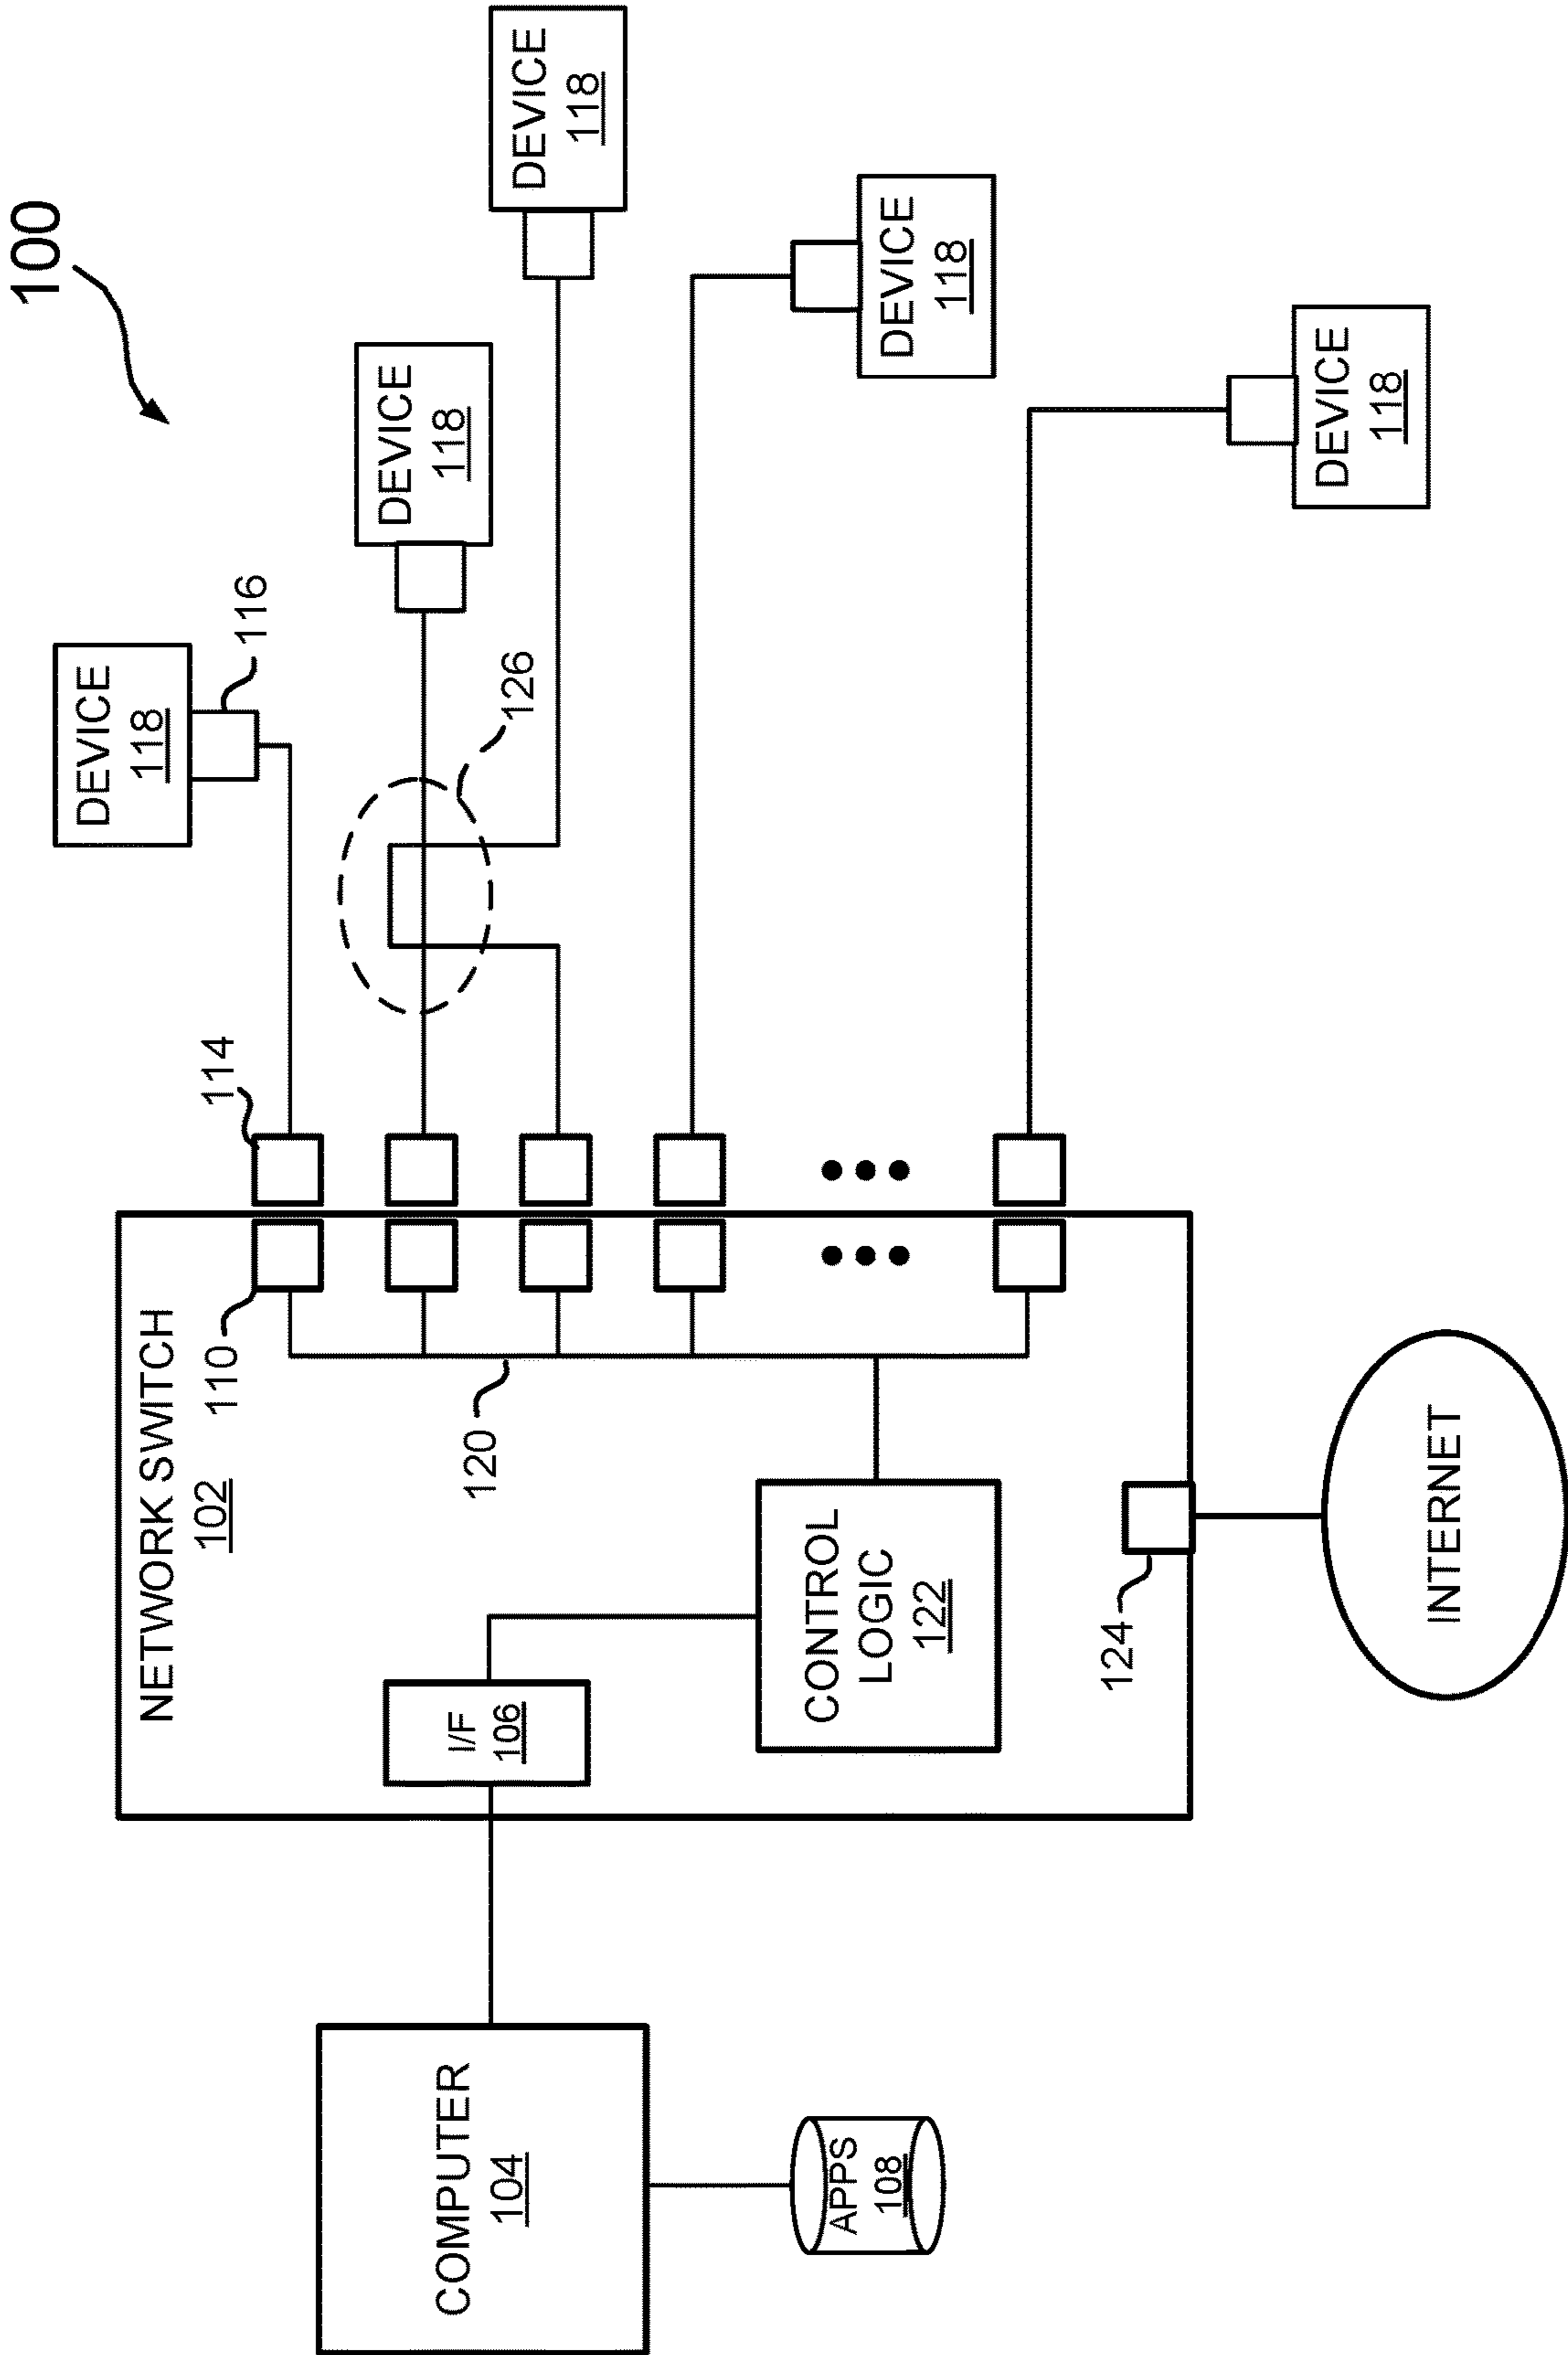 100
DEVICE
118
116
DEVICE
118
DEVICE
118
126
DEVICE
118
DEVICE
118
114
NETWORK SWITCH
102
110
120
I/F
106
CONTROL
LOGIC
122
124
INTERNET
COMPUTER
104
APPS
108